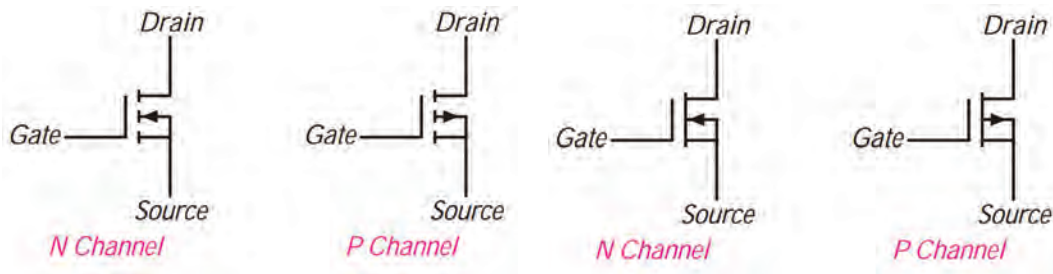 Drain Drain Drain Drain
Gate Gate Gate Gate
Source Source Source Source
N Channel P Channel N Channel P Channel